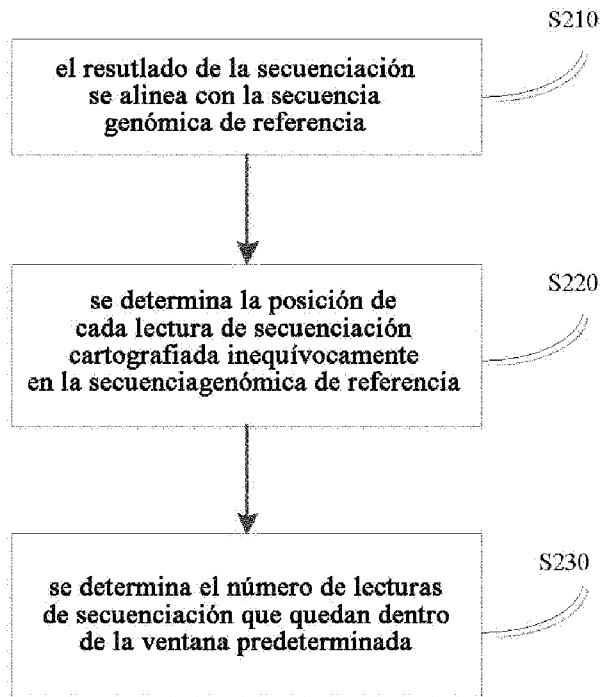 S210
el resutlado de la secuenciación
se alinea con la secuencia
genómica de referencia
S220
se determina la posición de
cada lectura de secuenciación
cartografiada inequívocamente
en la secuenciagenómica de referencia
S230
se determina el número de lecturas
de secuenciación que quedan dentro
de la ventana predeterminada